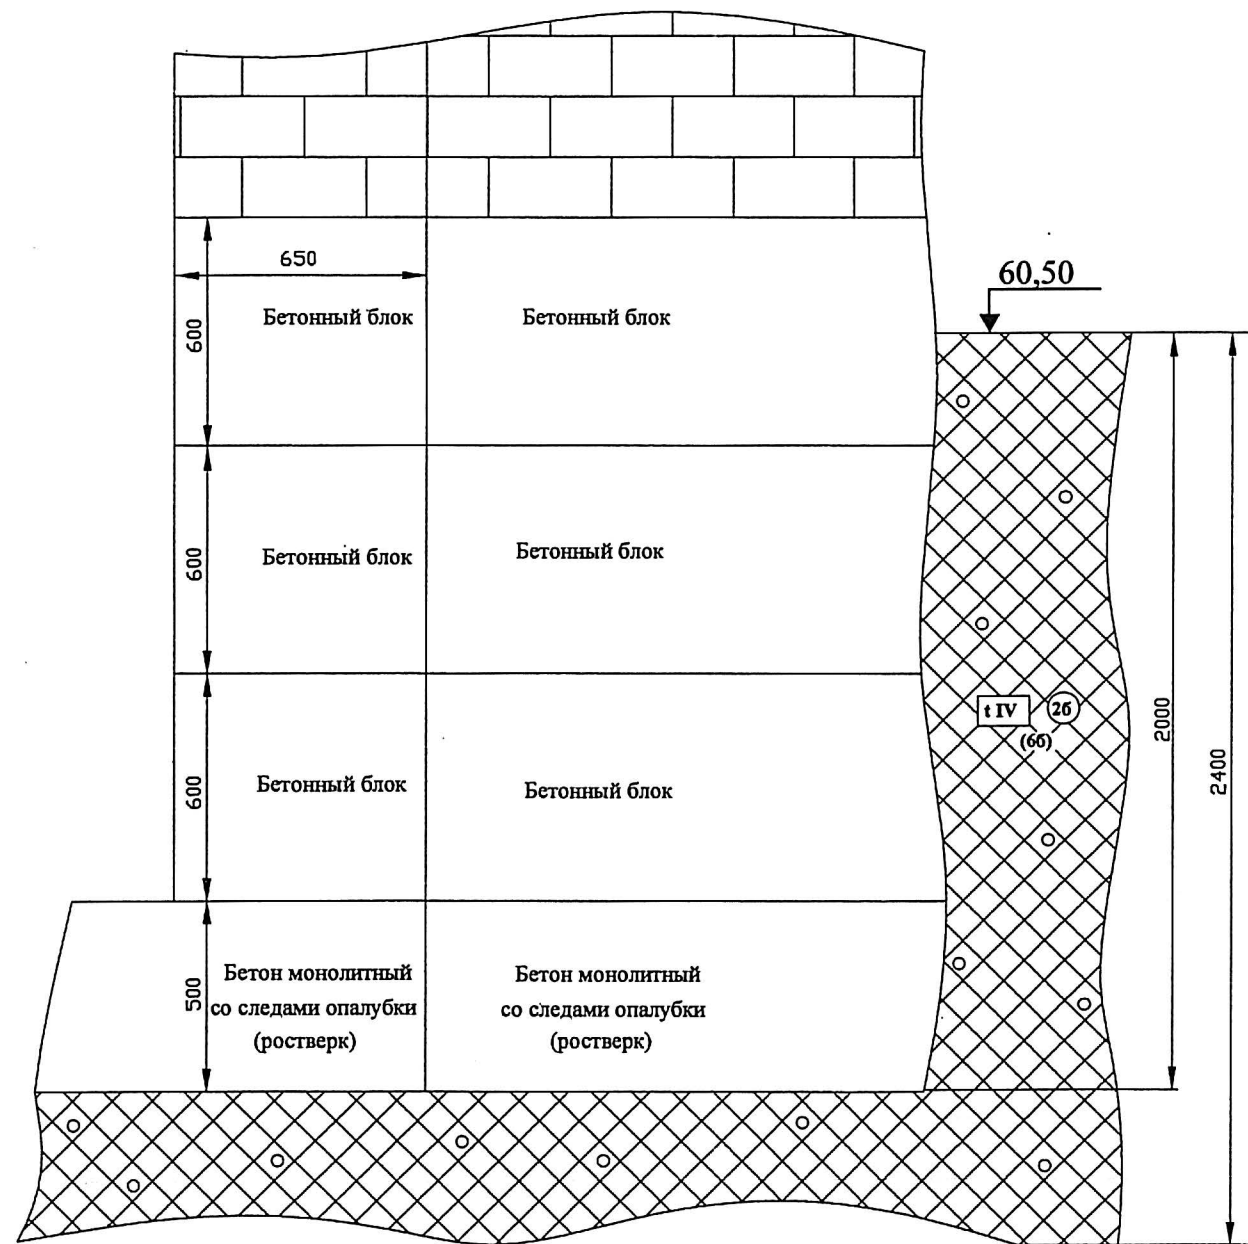 650
60,50
600
Бетонный блок
Бетонный блок
600
Бетонный блок
Бетонный блок
t IV
2б
(6б)
2000
2400
600
Бетонный блок
Бетонный блок
500
Бетон монолитный
со следами опалубки
(ростверк)
Бетон монолитный
со следами опалубки
(ростверк)